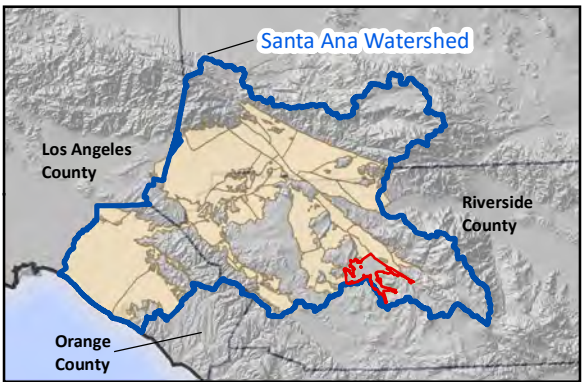 Santa Ana Watershed
Los Angeles
County
Riverside
County
Orange
County